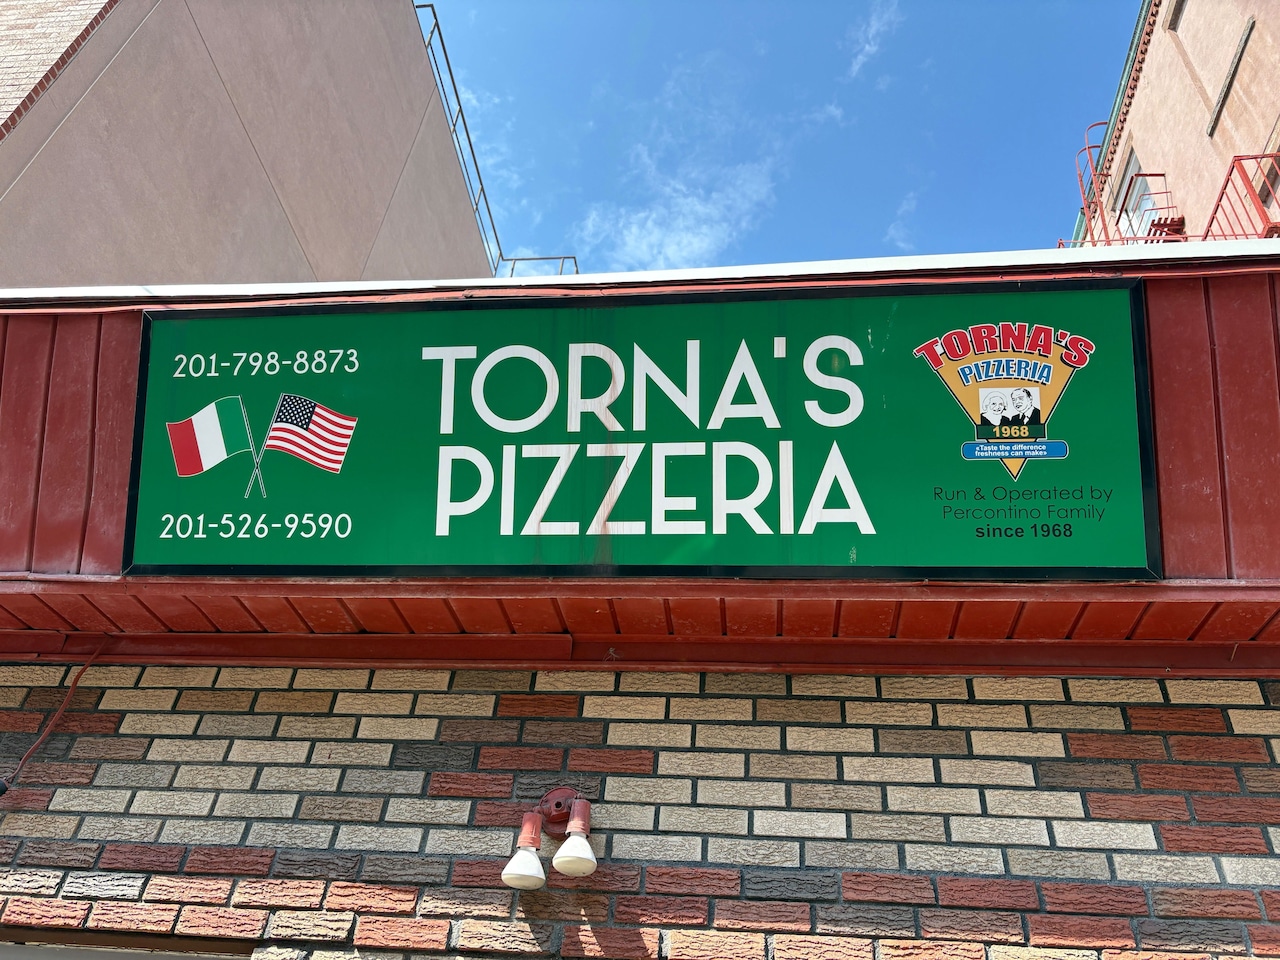 201-798-8873
201-526-9590
TORNA'S
PIZZERIA
TORNA'S
PIZZERIA
1968
«Taste the difference
freshness can make»
Run & Operated by
Percontino Family
since 1968